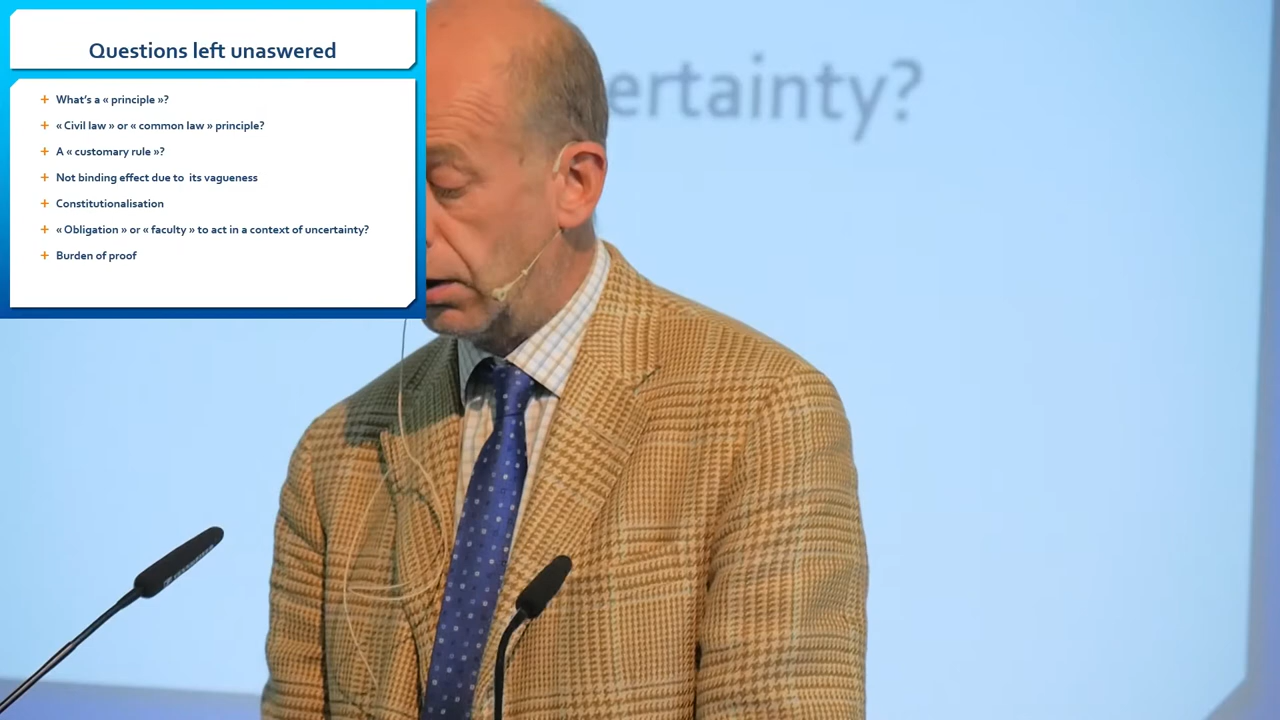 Questions left unaswered
+ What's a « principle »?
+ « Civil law » or « common law » principle?
+ A « customary rule »?
+ Not binding effect due to its vagueness
+ Constitutionalisation
+ « Obligation » or « faculty » to act in a context of uncertainty?
+ Burden of proof
ertainty?